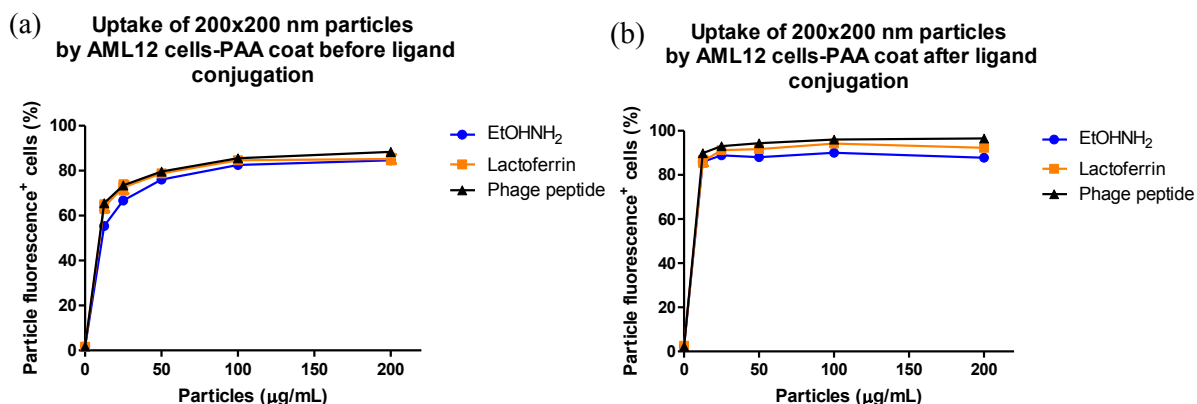 (a)
Uptake of 200x200 nm particles
by AML12 cells-PAA coat before ligand
conjugation
Particle fluorescence⁺ cells (%)
100
80
60
40
20
0
0 50 100 150 200
Particles (μg/mL)
EtOHNH₂
Lactoferrin
Phage peptide
(b)
Uptake of 200x200 nm particles
by AML12 cells-PAA coat after ligand
conjugation
Particle fluorescence⁺ cells (%)
100
80
60
40
20
0
0 50 100 150 200
Particles (μg/mL)
EtOHNH₂
Lactoferrin
Phage peptide